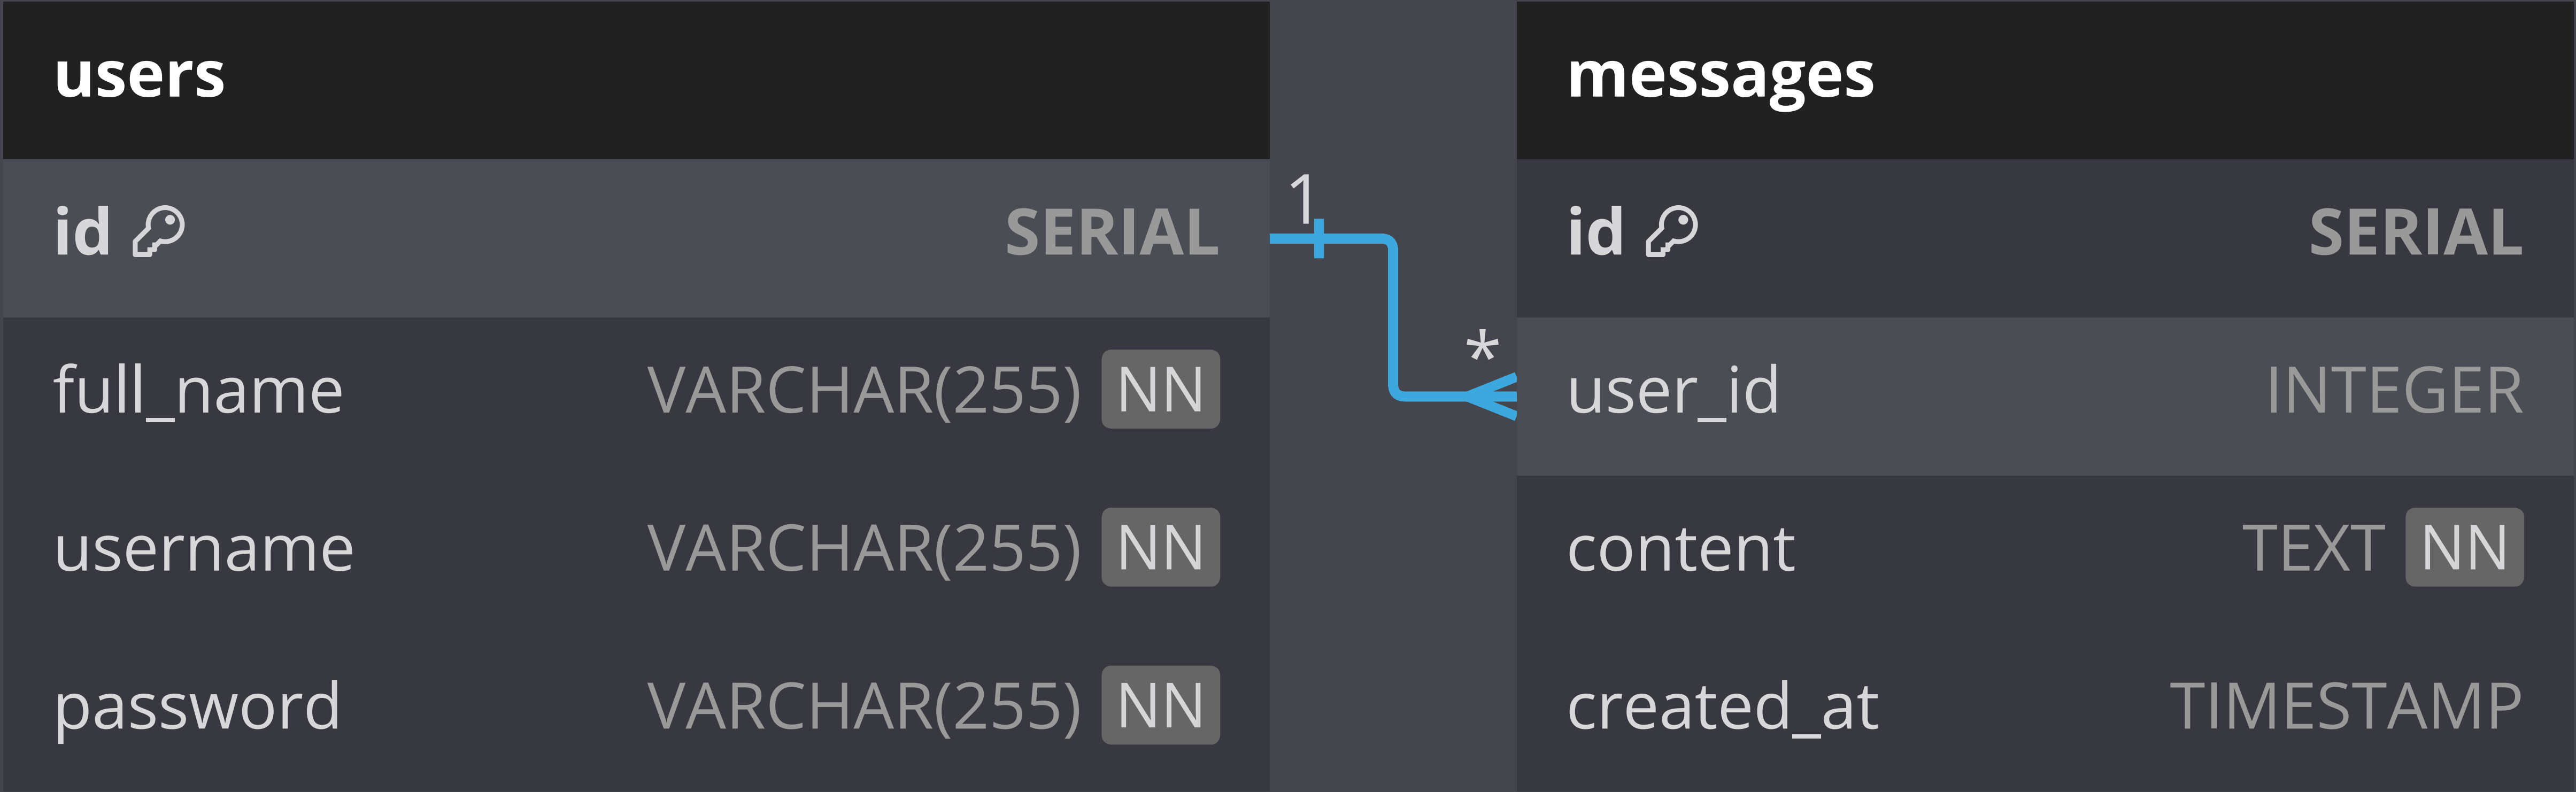 users
id SERIAL
full_name VARCHAR(255) NN
username VARCHAR(255) NN
password VARCHAR(255) NN
1
*
messages
id SERIAL
user_id INTEGER
content TEXT NN
created_at TIMESTAMP